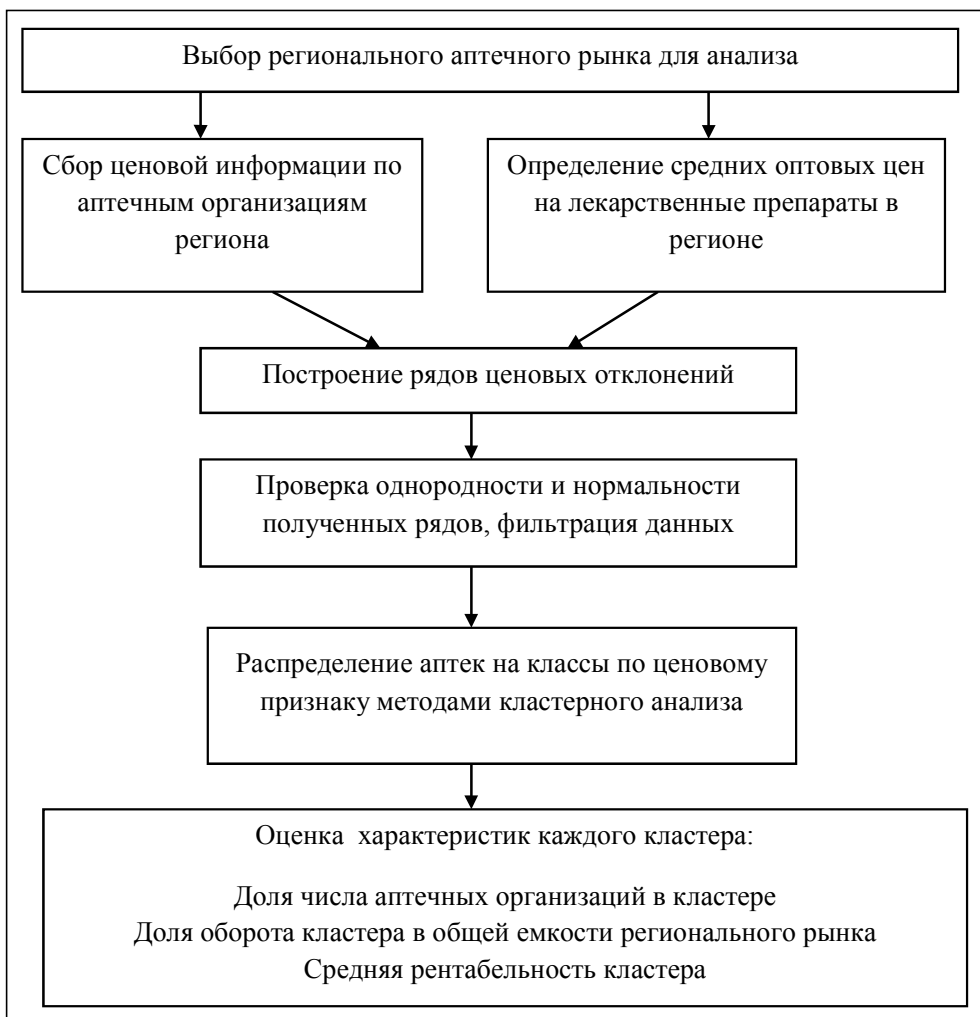 Выбор регионального аптечного рынка для анализа
Сбор ценовой информации по
аптечным организациям
региона
Определение средних оптовых цен
на лекарственные препараты в
регионе
Построение рядов ценовых отклонений
Проверка однородности и нормальности
полученных рядов, фильтрация данных
Распределение аптек на классы по ценовому
признаку методами кластерного анализа
Оценка характеристик каждого кластера:
Доля числа аптечных организаций в кластере
Доля оборота кластера в общей емкости регионального рынка
Средняя рентабельность кластера